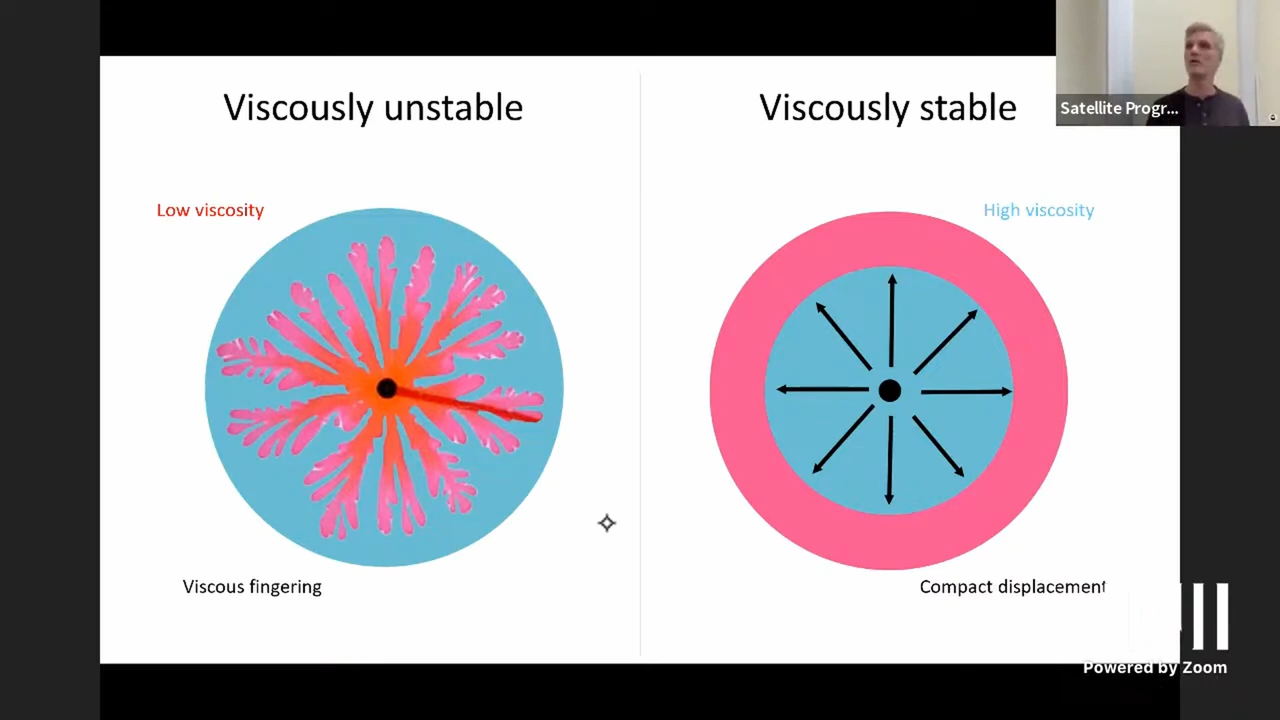 Viscously unstable
Viscously stable
Satellite Progr...
Low viscosity
High viscosity
Viscous fingering
Compact displacement
Powered by Zoom